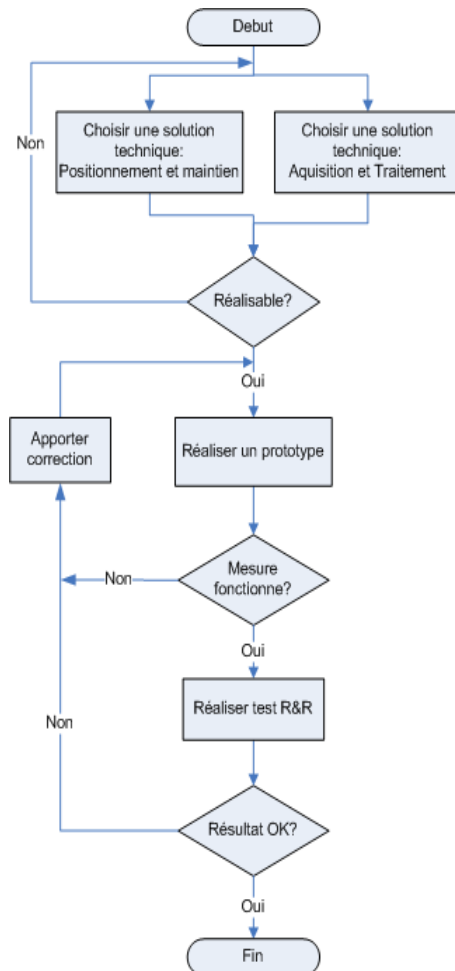 Debut
Non
Choisir une solution
technique:
Positionnement et maintien
Choisir une solution
technique:
Aquisition et Traitement
Réalisable?
Oui
Apporter
correction
Réaliser un prototype
Mesure
fonctionne?
Non
Oui
Réaliser test R&R
Non
Résultat OK?
Oui
Fin